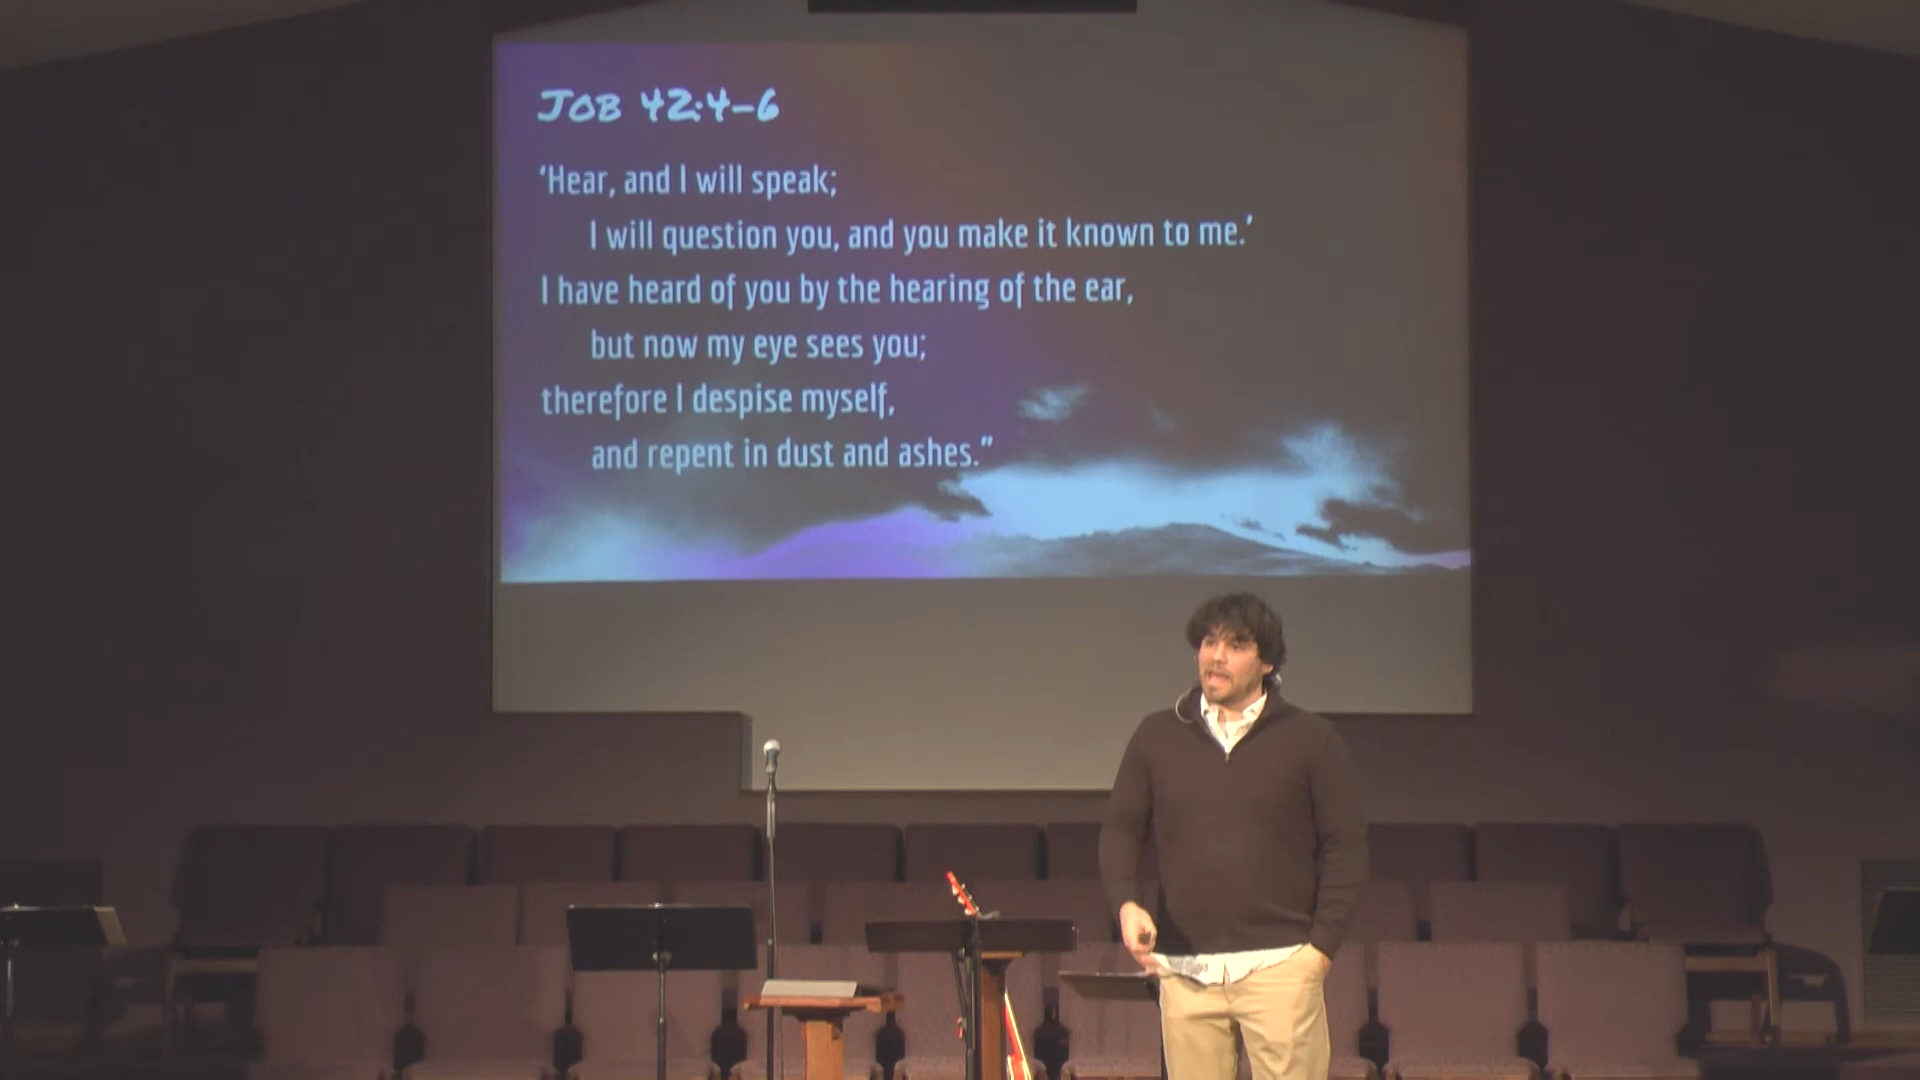 JOB 42:4–6
‘Hear, and I will speak;
I will question you, and you make it known to me.’
I have heard of you by the hearing of the ear,
but now my eye sees you;
therefore I despise myself,
and repent in dust and ashes.”